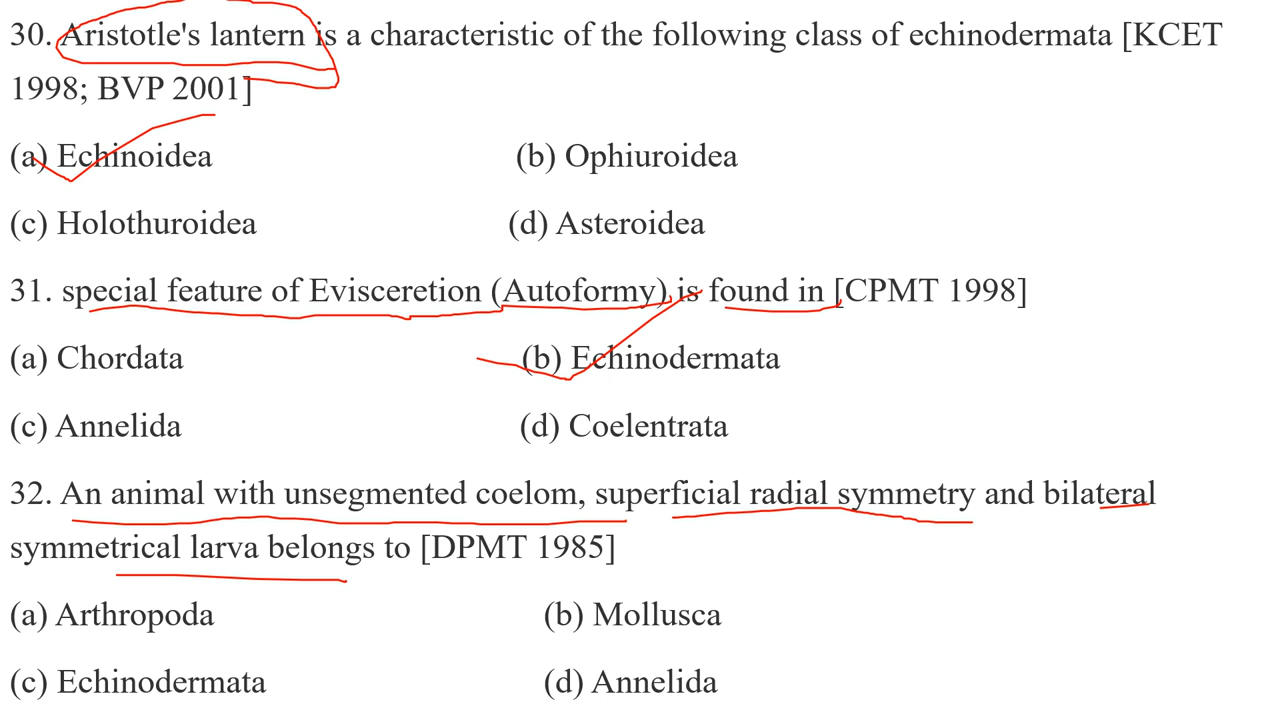 30. Aristotle's lantern is a characteristic of the following class of echinodermata [KCET
1998; BVP 2001]
(a) Echinoidea (b) Ophiuroidea
(c) Holothuroidea (d) Asteroidea
31. special feature of Evisceretion (Autoformy) is found in [CPMT 1998]
(a) Chordata (b) Echinodermata
(c) Annelida (d) Coelentrata
32. An animal with unsegmented coelom, superficial radial symmetry and bilateral
symmetrical larva belongs to [DPMT 1985]
(a) Arthropoda (b) Mollusca
(c) Echinodermata (d) Annelida